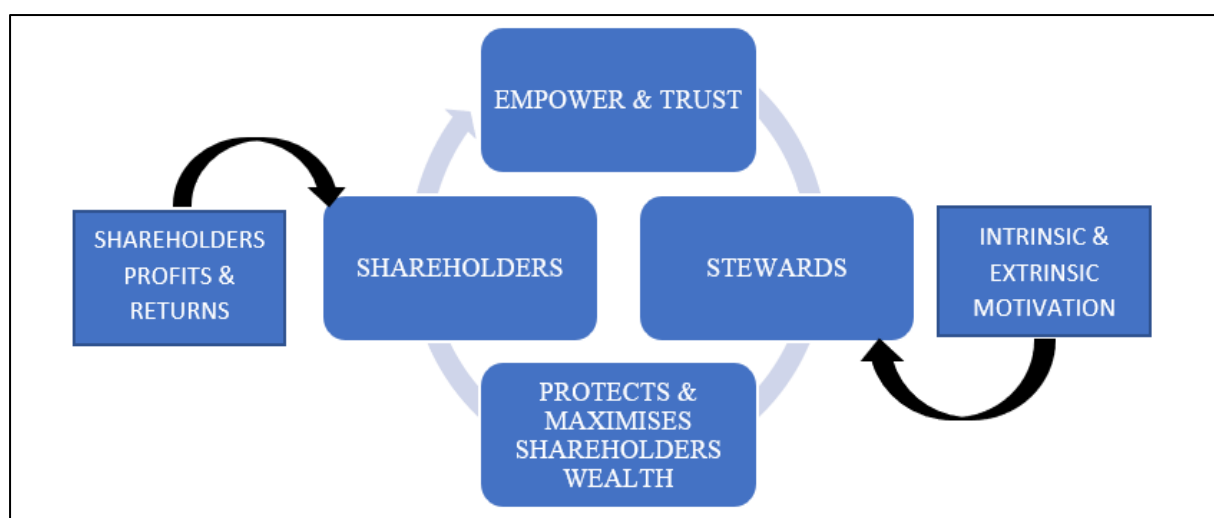 EMPOWER & TRUST
SHAREHOLDERS
PROFITS &
RETURNS
SHAREHOLDERS
STEWARDS
INTRINSIC &
EXTRINSIC
MOTIVATION
PROTECTS &
MAXIMISES
SHAREHOLDERS
WEALTH